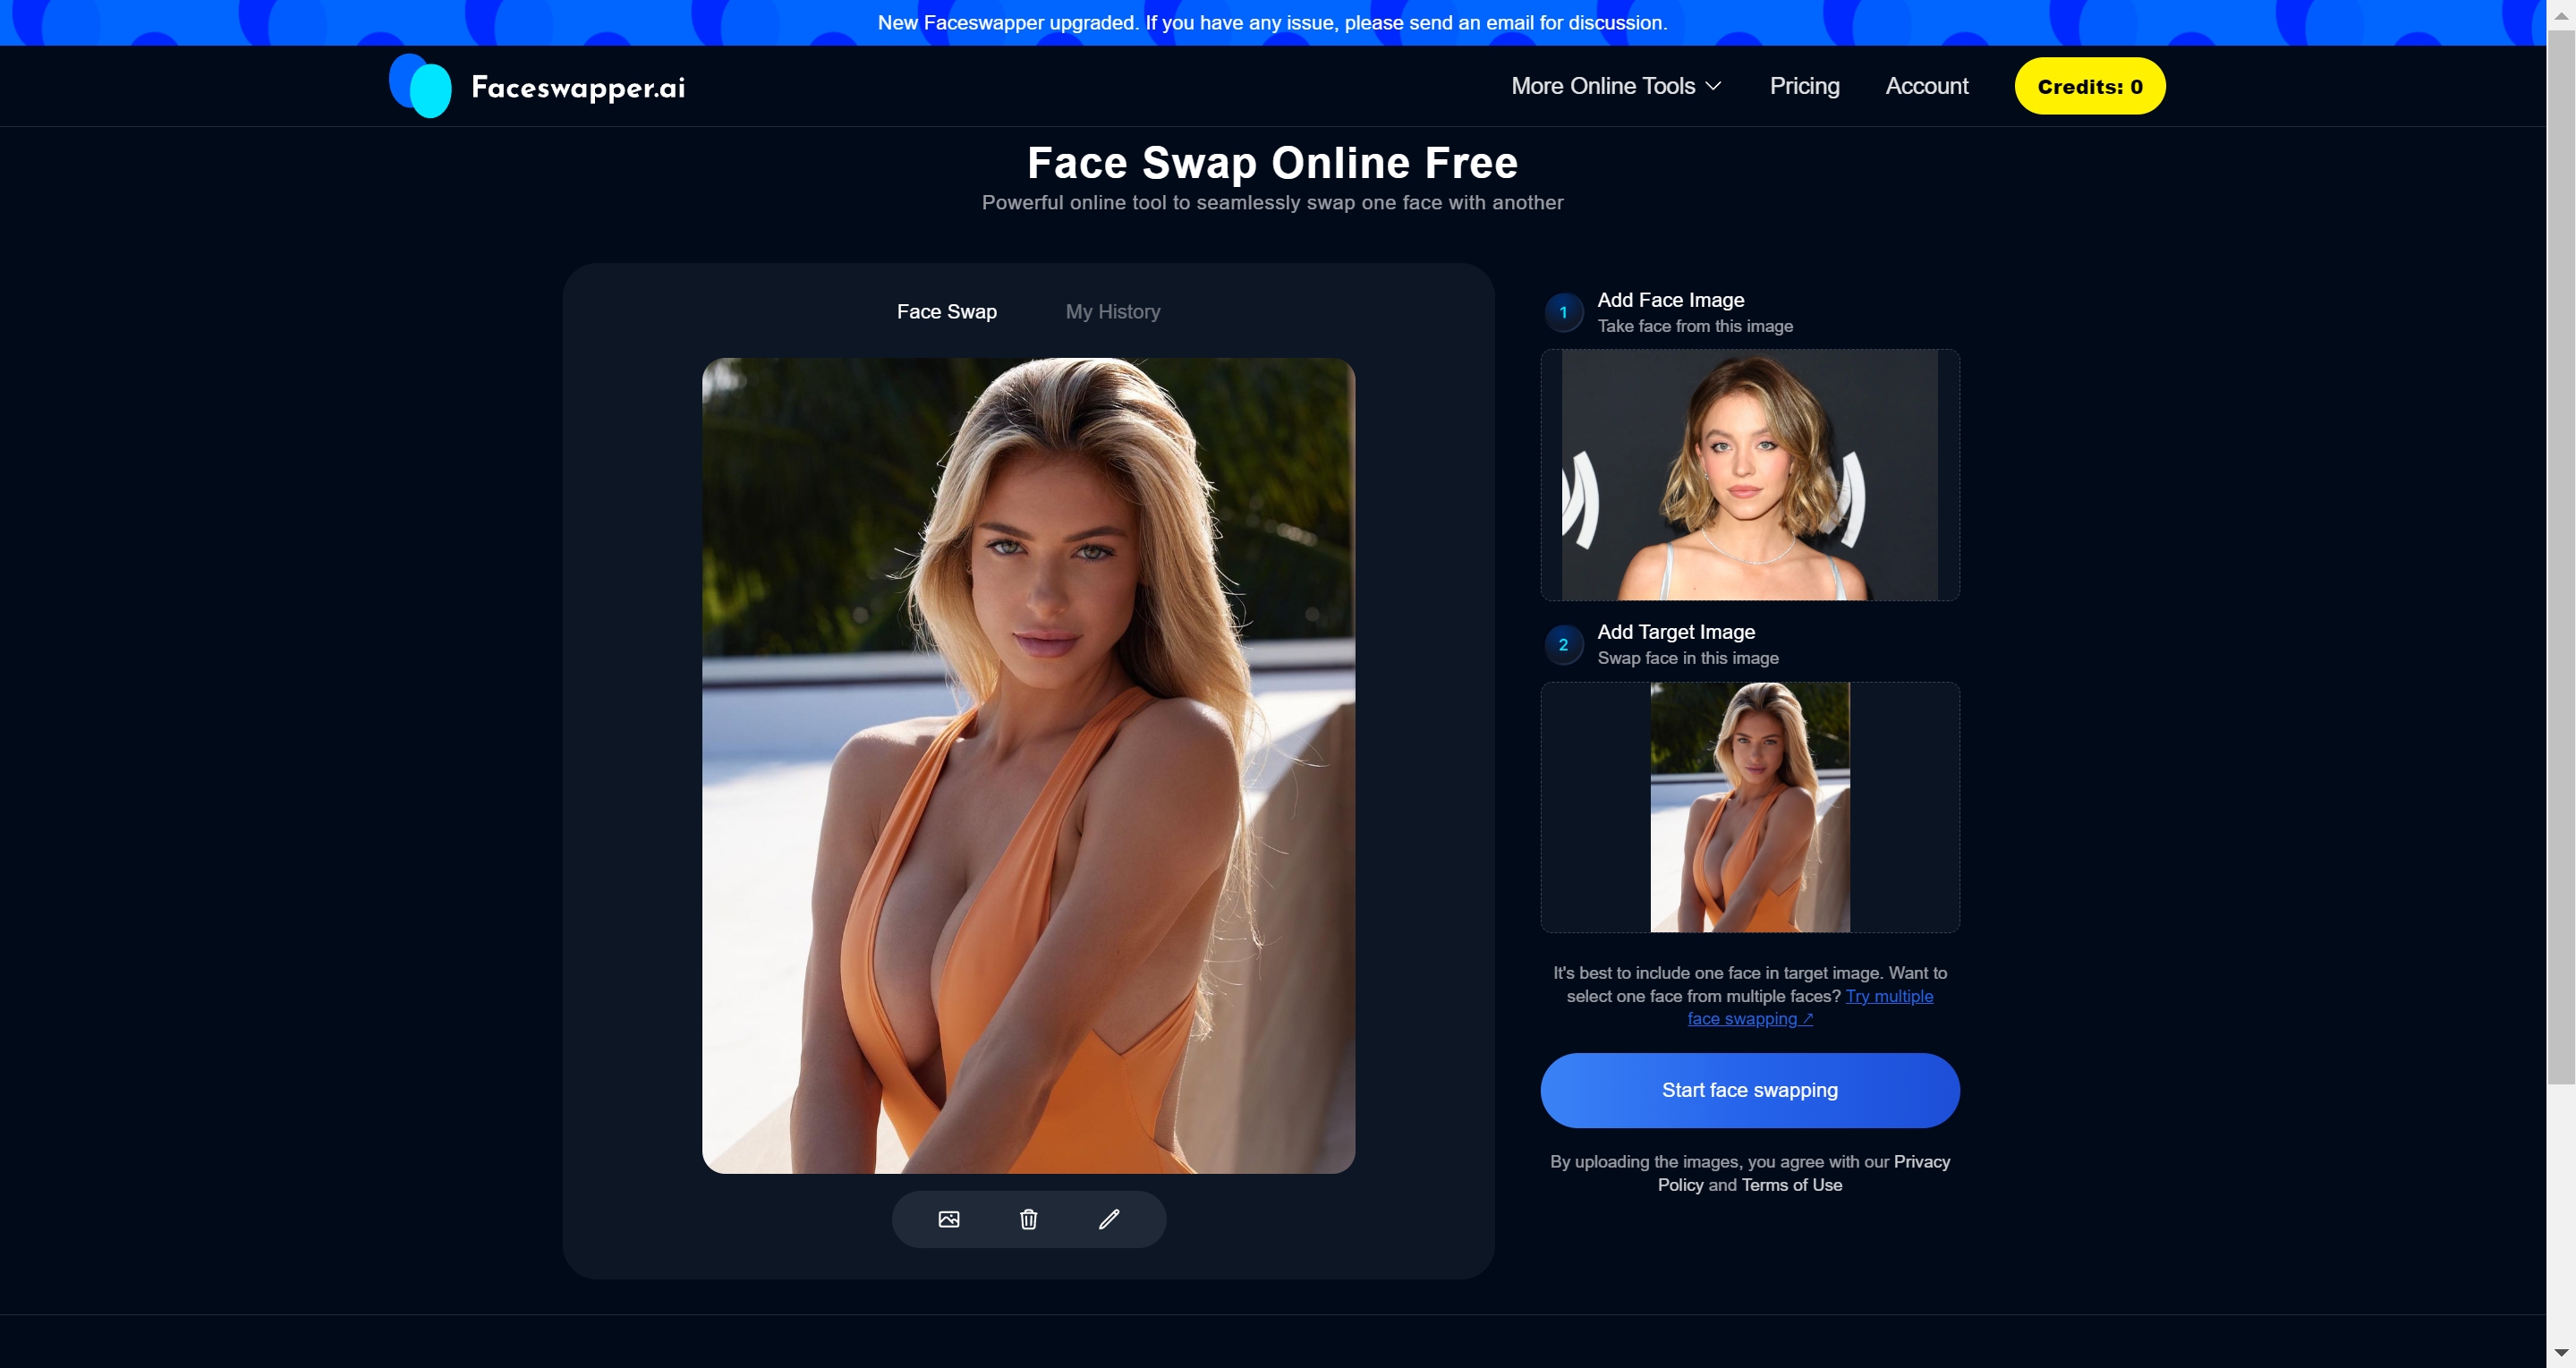 New Faceswapper upgraded. If you have any issue, please send an email for discussion.
Faceswapper.ai
More Online Tools
Pricing
Account
Credits: 0
Face Swap Online Free
Powerful online tool to seamlessly swap one face with another
Face Swap
My History
1
Add Face Image
Take face from this image
2
Add Target Image
Swap face in this image
It's best to include one face in target image. Want to
select one face from multiple faces? Try multiple
face swapping ↗
Start face swapping
By uploading the images, you agree with our Privacy
Policy and Terms of Use